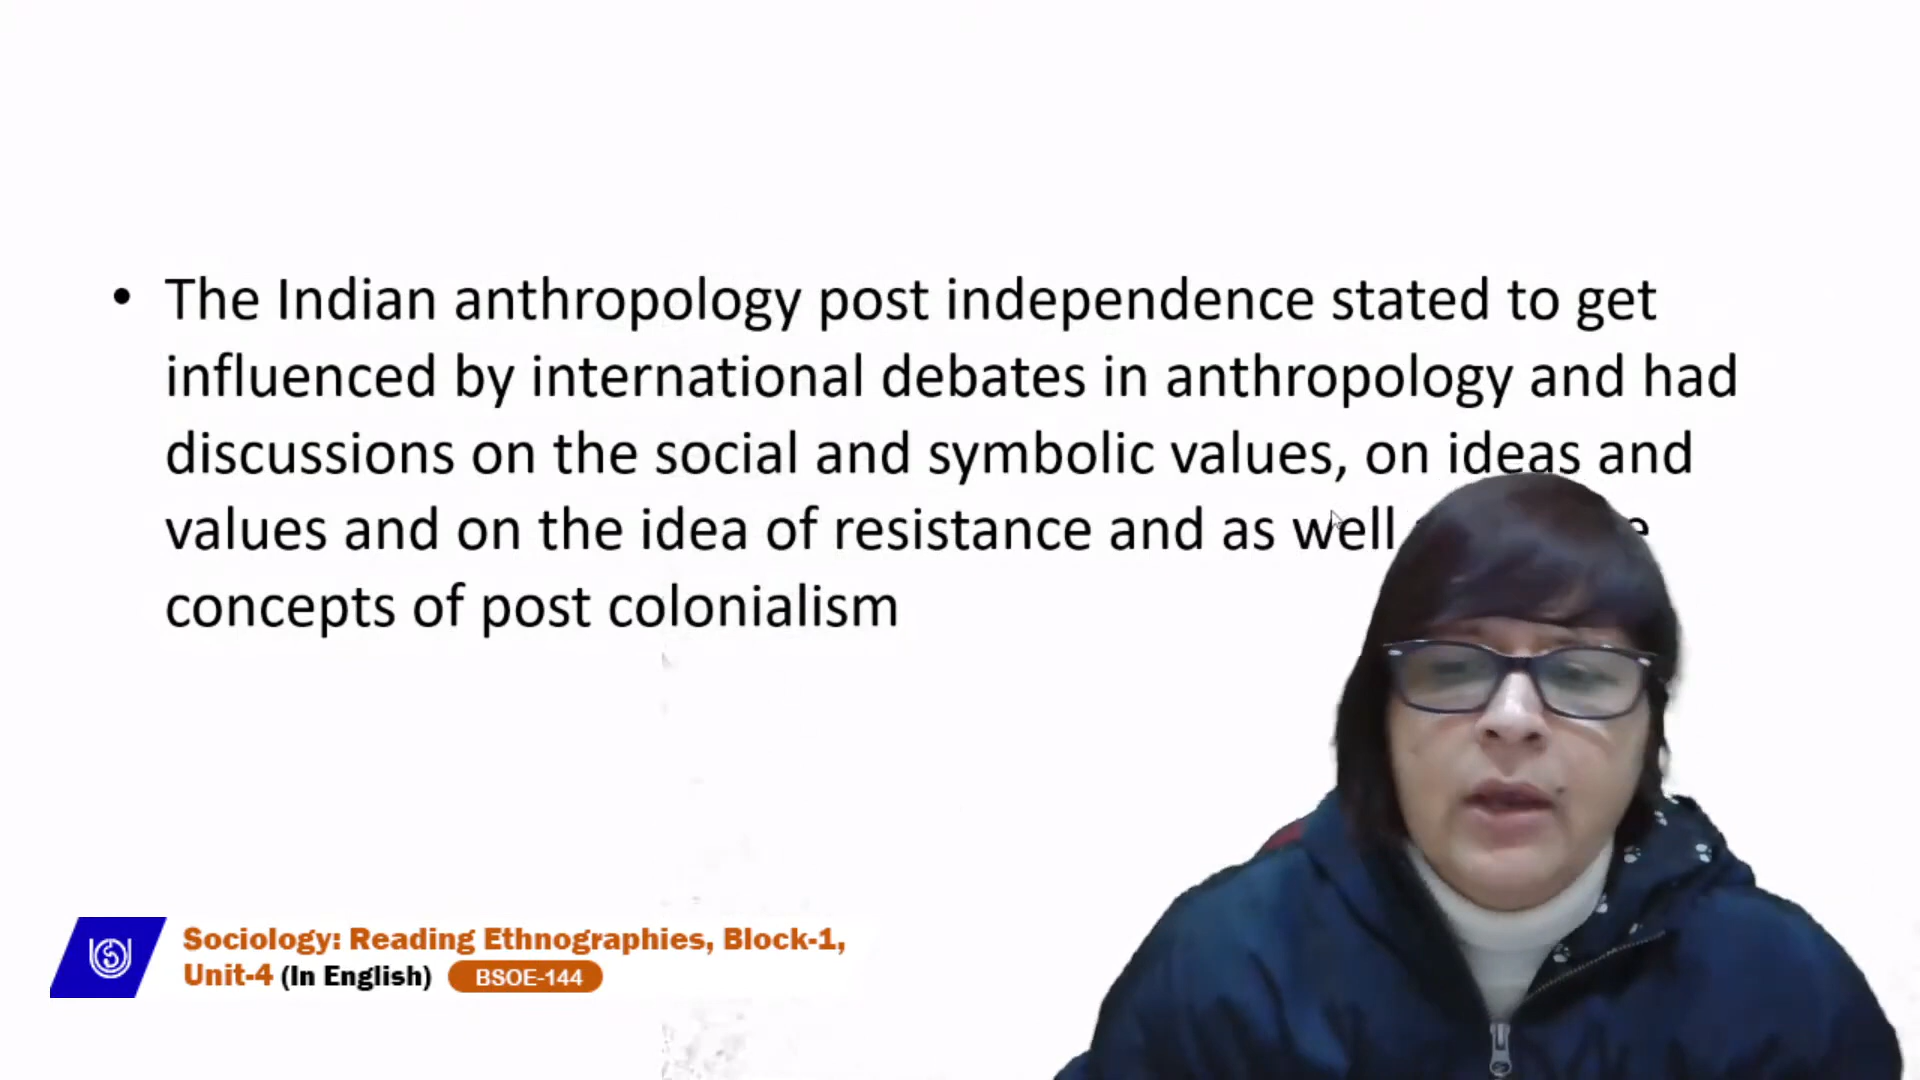 • The Indian anthropology post independence stated to get
influenced by international debates in anthropology and had
discussions on the social and symbolic values, on ideas and
values and on the idea of resistance and as well
concepts of post colonialism
Sociology: Reading Ethnographies, Block-1,
Unit-4 (In English) BSOE-144